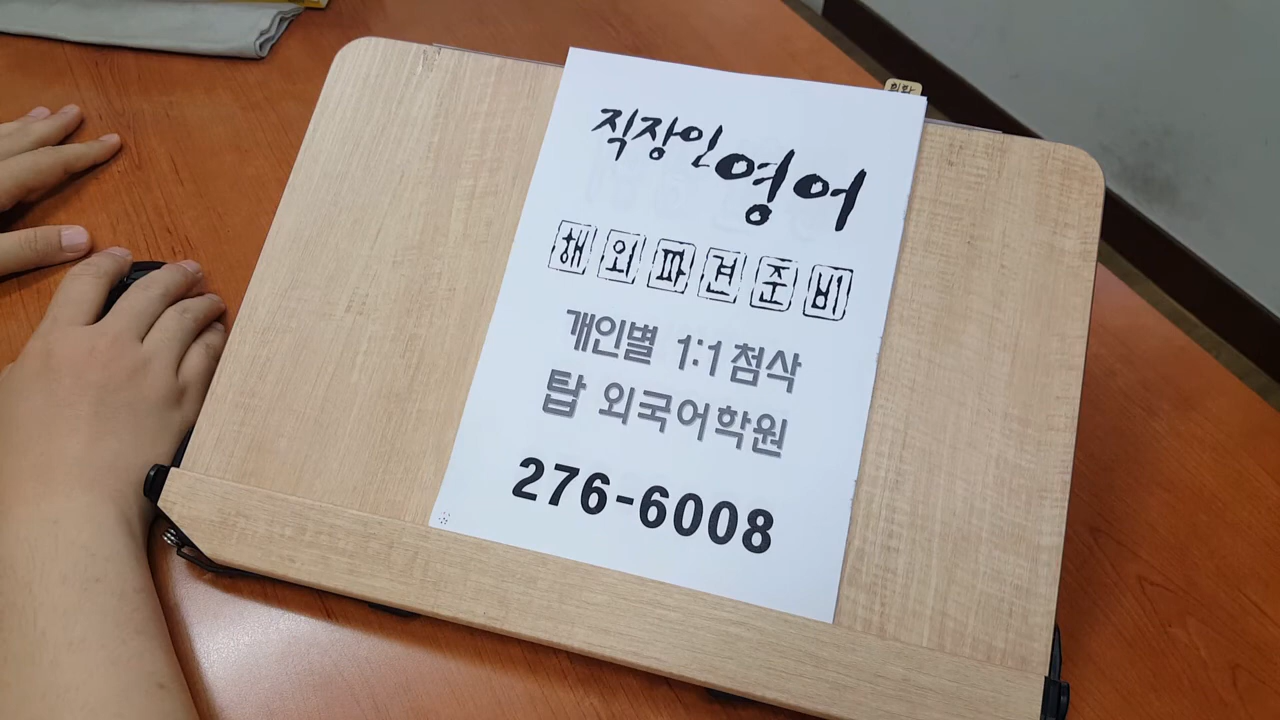 직장인영어
해외파견준비
개인별 1:1 첨삭
탑 외국어학원
276-6008